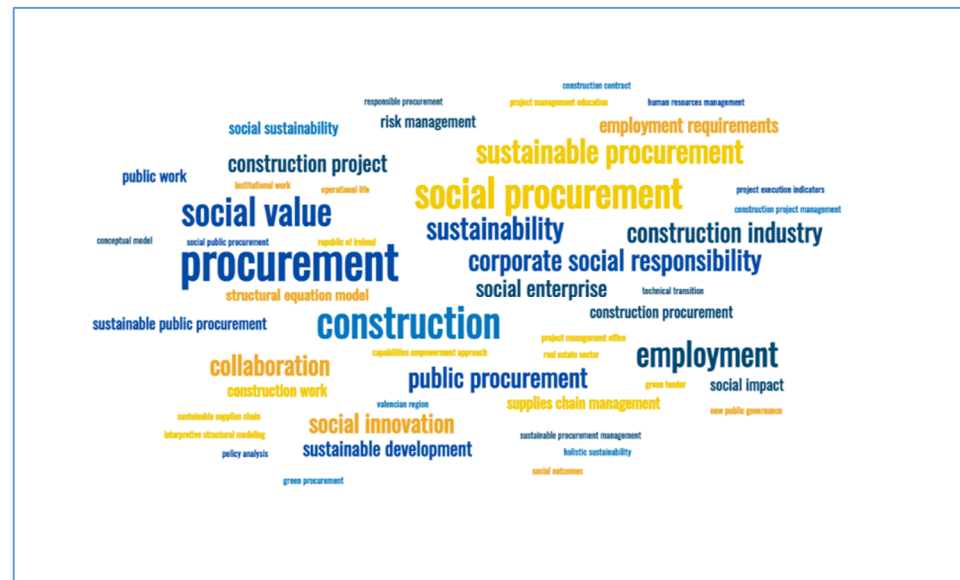 construction contract
responsible procurement
project management education
human resources management
social sustainability
risk management
employment requirements
sustainable procurement
construction project
public work
institutional work
operational life
social procurement
project execution indicators
social value
construction project management
sustainability
construction industry
conceptual model
social public procurement
republic of ireland
procurement
corporate social responsibility
structural equation model
social enterprise
technical transition
construction procurement
sustainable public procurement
construction
project management office
capabilities empowerment approach
real estate sector
employment
collaboration
public procurement
green tender
social impact
construction work
valencian region
supplies chain management
new public governance
sustainable supplies chain
social innovation
interpretive structural modeling
sustainable procurement management
sustainable development
policy analysis
holistic sustainability
social outcomes
green procurement